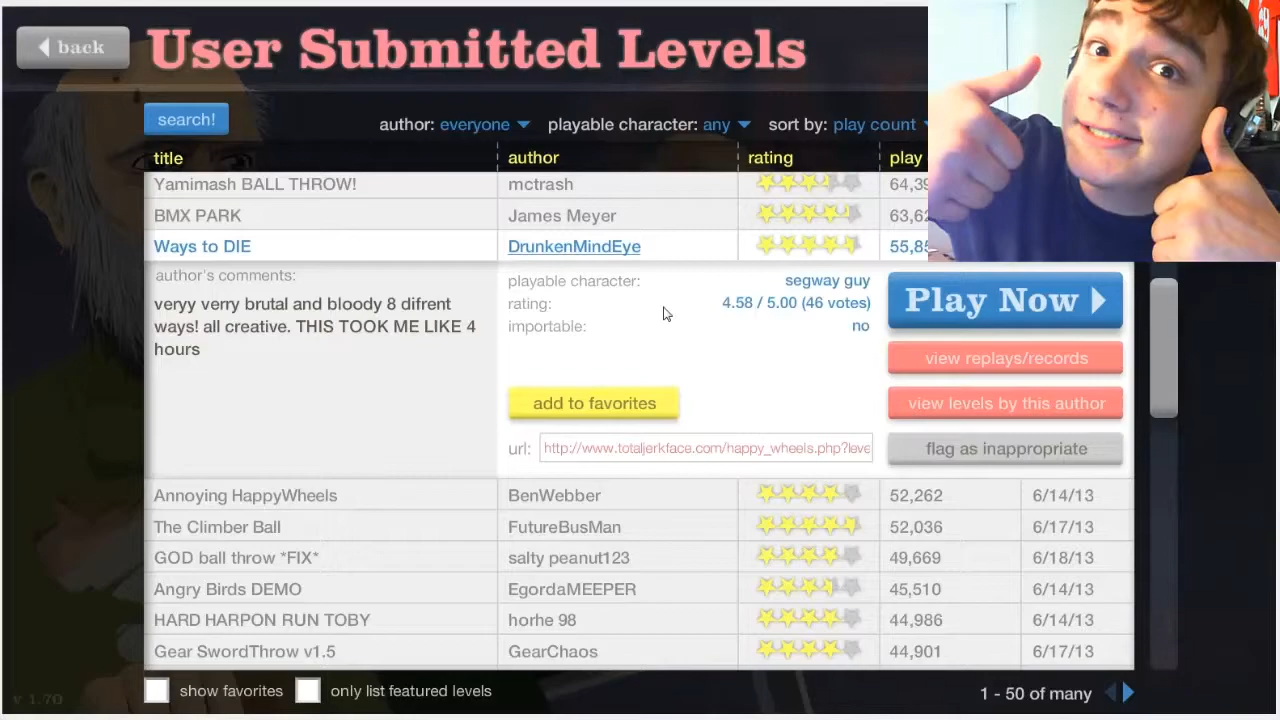 back
User Submitted Levels
search!
author: everyone playable character: any sort by: play count
title author rating play
Yamimash BALL THROW! mctrash 64,39
BMX PARK James Meyer 63,62
Ways to DIE DrunkenMindEye 55,85
author's comments:
veryy verry brutal and bloody 8 difrent
ways! all creative. THIS TOOK ME LIKE 4
hours
playable character: segway guy
rating: 4.58 / 5.00 (46 votes)
importable: no
add to favorites
url: http://www.totaljerkface.com/happy_wheels.php?leve
Play Now
view replays/records
view levels by this author
flag as inappropriate
Annoying HappyWheels BenWebber 52,262 6/14/13
The Climber Ball FutureBusMan 52,036 6/17/13
GOD ball throw *FIX* salty peanut123 49,669 6/18/13
Angry Birds DEMO EgordaMEEPER 45,510 6/14/13
HARD HARPON RUN TOBY horhe 98 44,986 6/14/13
Gear SwordThrow v1.5 GearChaos 44,901 6/17/13
show favorites only list featured levels 1 - 50 of many
v 1.70